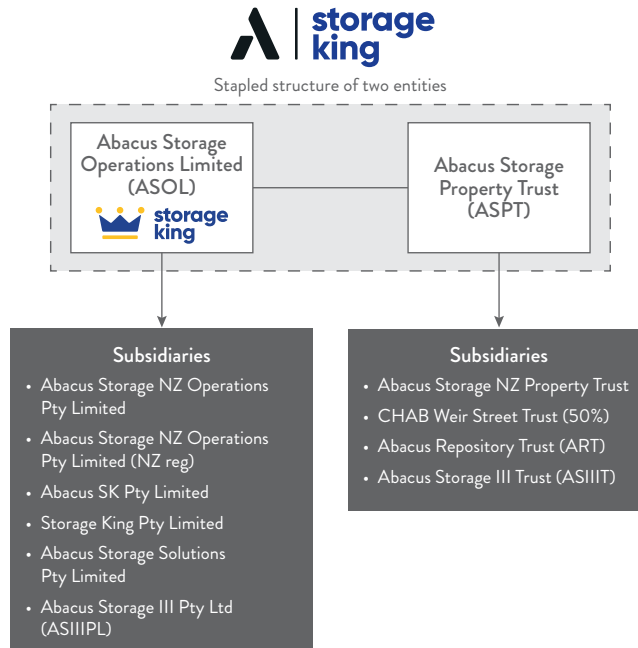 storage
king
Stapled structure of two entities
Abacus Storage
Operations Limited
(ASOL)
storage
king
Abacus Storage
Property Trust
(ASPT)
Subsidiaries
• Abacus Storage NZ Operations
Pty Limited
• Abacus Storage NZ Operations
Pty Limited (NZ reg)
• Abacus SK Pty Limited
• Storage King Pty Limited
• Abacus Storage Solutions
Pty Limited
• Abacus Storage III Pty Ltd
(ASIIIPL)
Subsidiaries
• Abacus Storage NZ Property Trust
• CHAB Weir Street Trust (50%)
• Abacus Repository Trust (ART)
• Abacus Storage III Trust (ASIIIT)